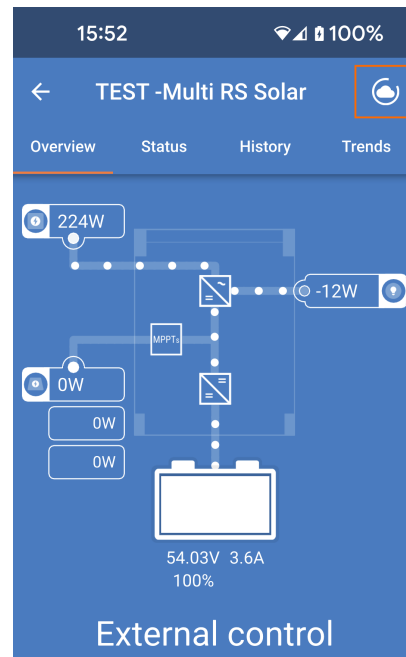 15:52 100%
TEST -Multi RS Solar
Overview Status History Trends
224W
-12W
MPPTs
0W
0W
0W
54.03V 3.6A
100%
External control